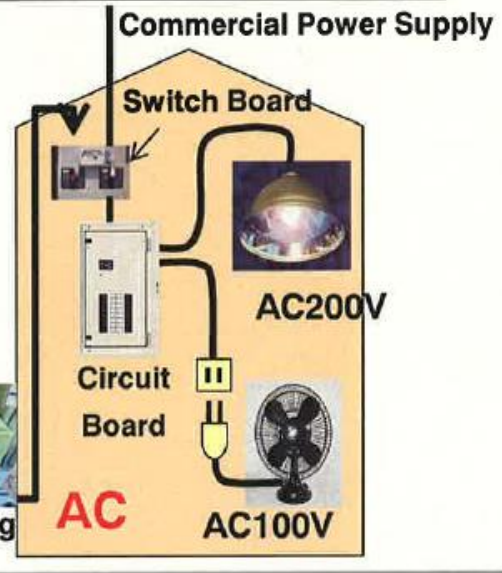 Commercial Power Supply
Switch Board
AC200V
Circuit
Board
g
AC
AC100V